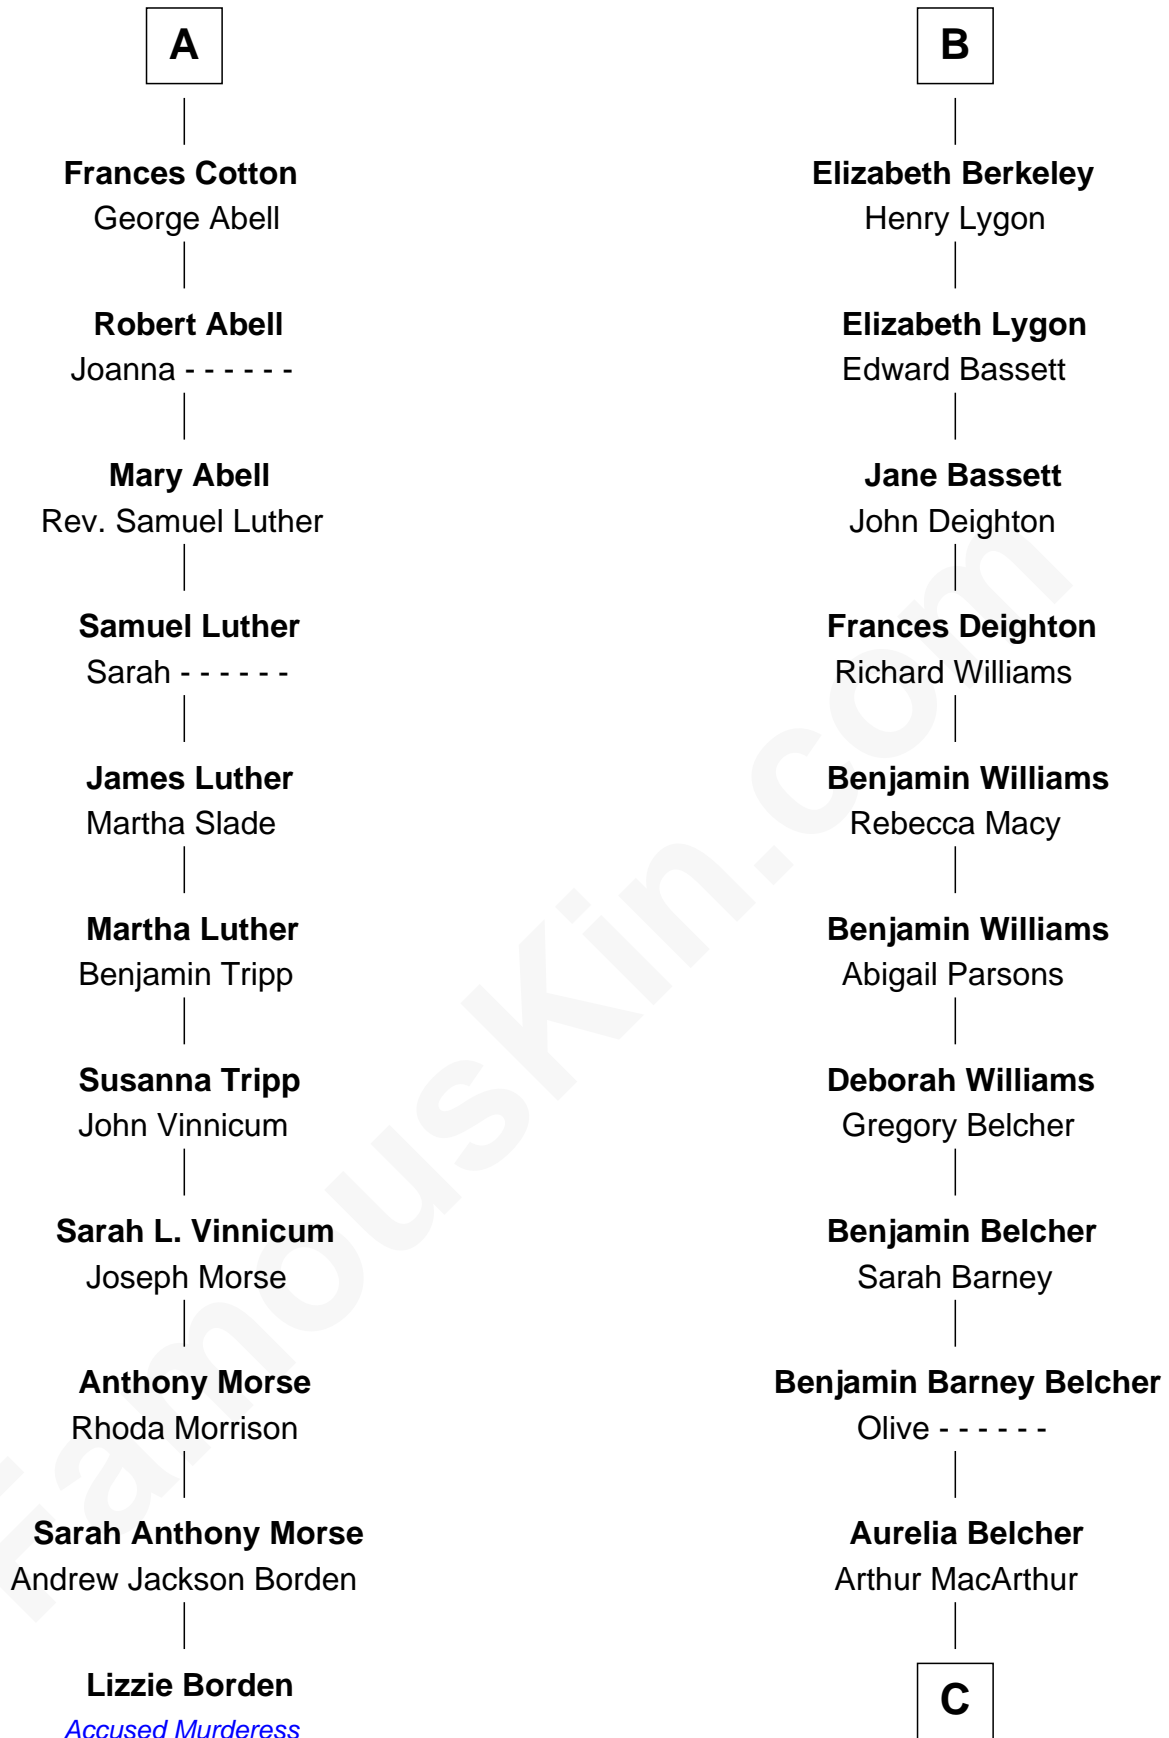 A
Frances Cotton
George Abell
Robert Abell
Joanna - - - - - -
Mary Abell
Rev. Samuel Luther
Samuel Luther
Sarah - - - - - -
James Luther
Martha Slade
Martha Luther
Benjamin Tripp
Susanna Tripp
John Vinnicum
Sarah L. Vinnicum
Joseph Morse
Anthony Morse
Rhoda Morrison
Sarah Anthony Morse
Andrew Jackson Borden
Lizzie Borden
Accused Murderess
B
Elizabeth Berkeley
Henry Lygon
Elizabeth Lygon
Edward Bassett
Jane Bassett
John Deighton
Frances Deighton
Richard Williams
Benjamin Williams
Rebecca Macy
Benjamin Williams
Abigail Parsons
Deborah Williams
Gregory Belcher
Benjamin Belcher
Sarah Barney
Benjamin Barney Belcher
Olive - - - - - -
Aurelia Belcher
Arthur MacArthur
C
FamousKin.com